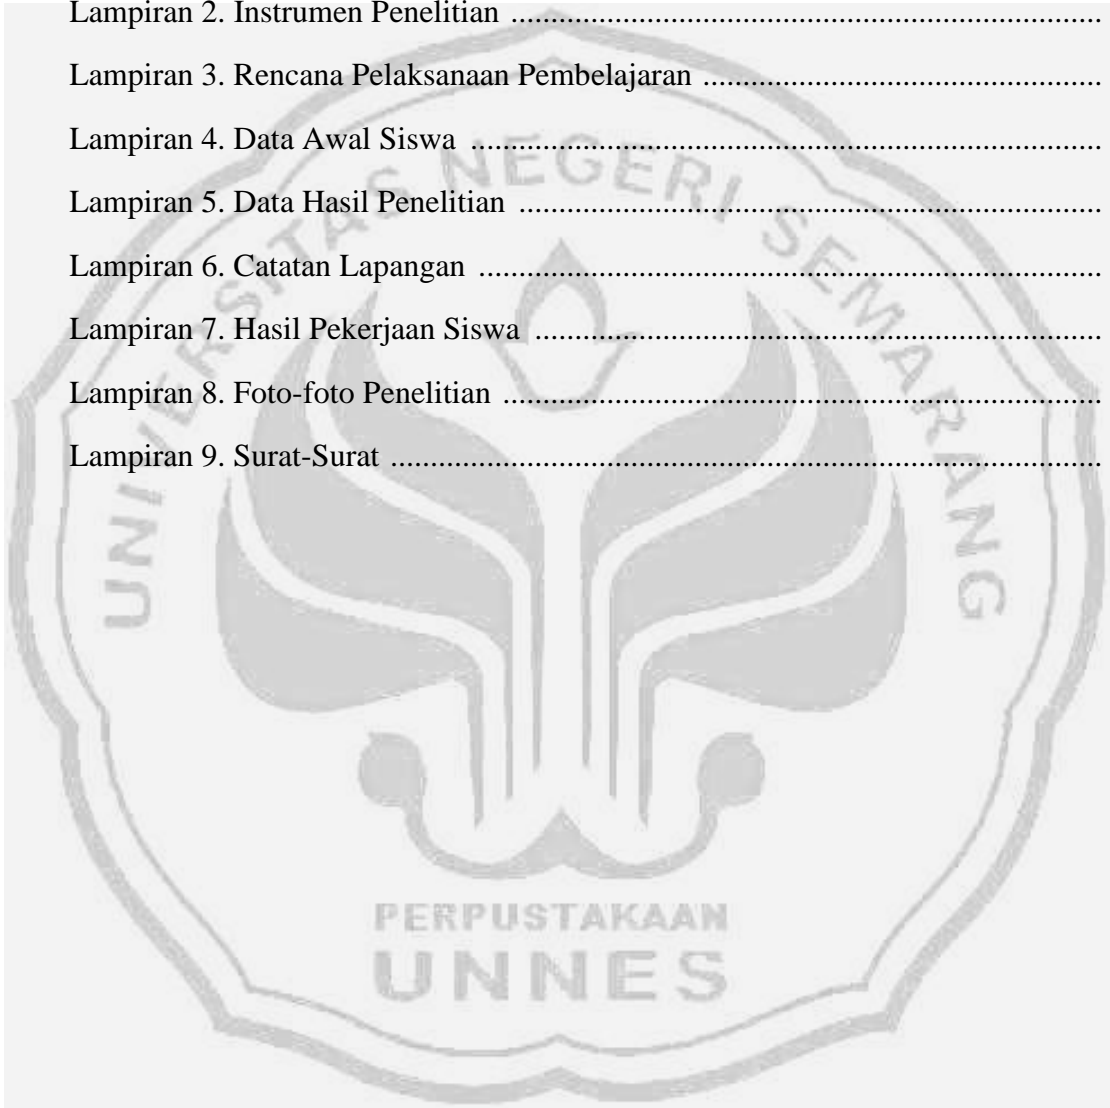 Lampiran 2. Instrumen Penelitian ..........................................................................
Lampiran 3. Rencana Pelaksanaan Pembelajaran ..................................................
Lampiran 4. Data Awal Siswa ...............................................................................
Lampiran 5. Data Hasil Penelitian .........................................................................
Lampiran 6. Catatan Lapangan ..............................................................................
Lampiran 7. Hasil Pekerjaan Siswa .......................................................................
Lampiran 8. Foto-foto Penelitian ...........................................................................
Lampiran 9. Surat-Surat .........................................................................................
UNIVERSITAS NEGERI SEMARANG
PERPUSTAKAAN
UNNES